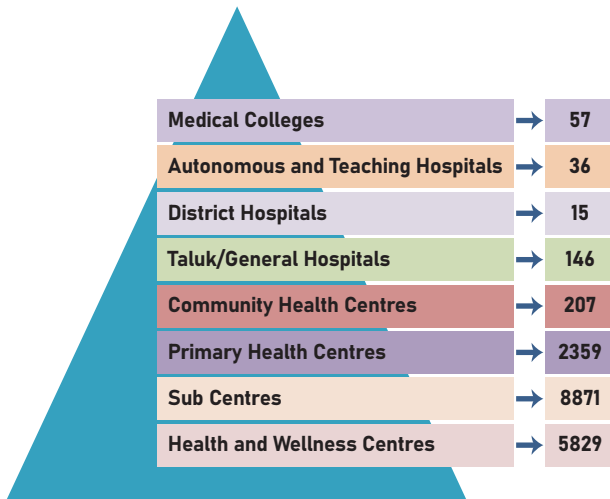 Medical Colleges 57
Autonomous and Teaching Hospitals 36
District Hospitals 15
Taluk/General Hospitals 146
Community Health Centres 207
Primary Health Centres 2359
Sub Centres 8871
Health and Wellness Centres 5829